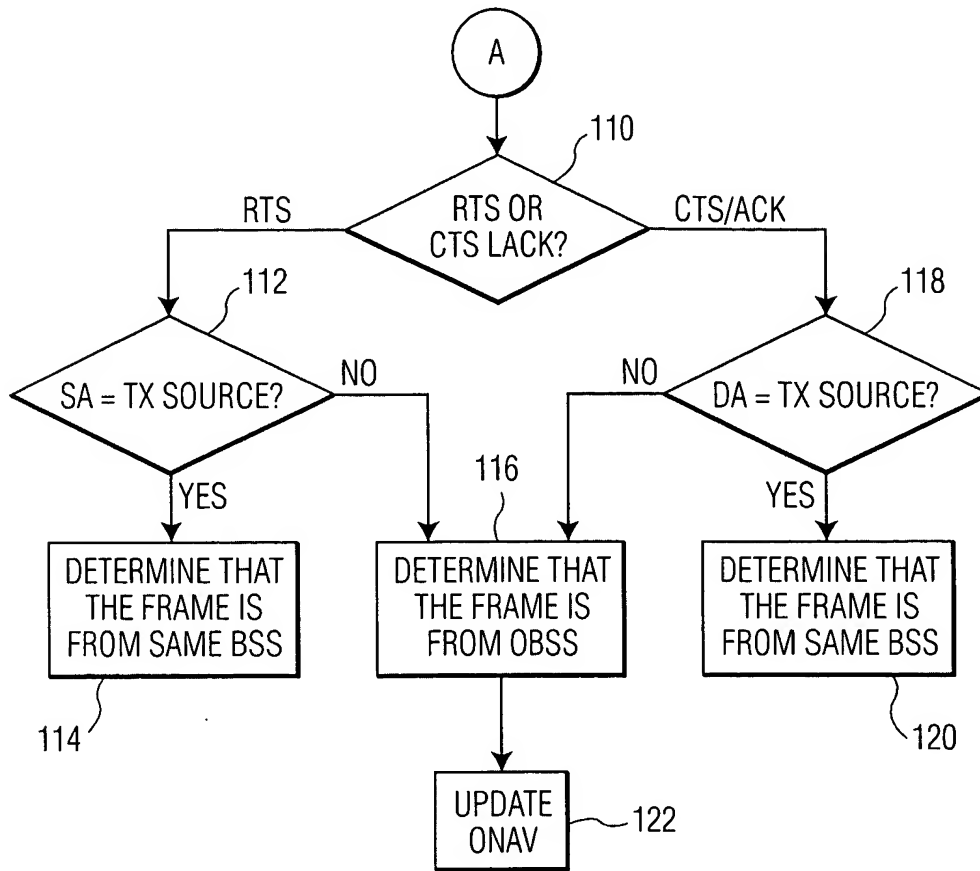 A
110
RTS
RTS OR
CTS LACK?
CTS/ACK
112
118
SA = TX SOURCE?
NO
NO
DA = TX SOURCE?
YES
116
YES
DETERMINE THAT
THE FRAME IS
FROM SAME BSS
DETERMINE THAT
THE FRAME IS
FROM OBSS
DETERMINE THAT
THE FRAME IS
FROM SAME BSS
114
120
UPDATE
ONAV
122